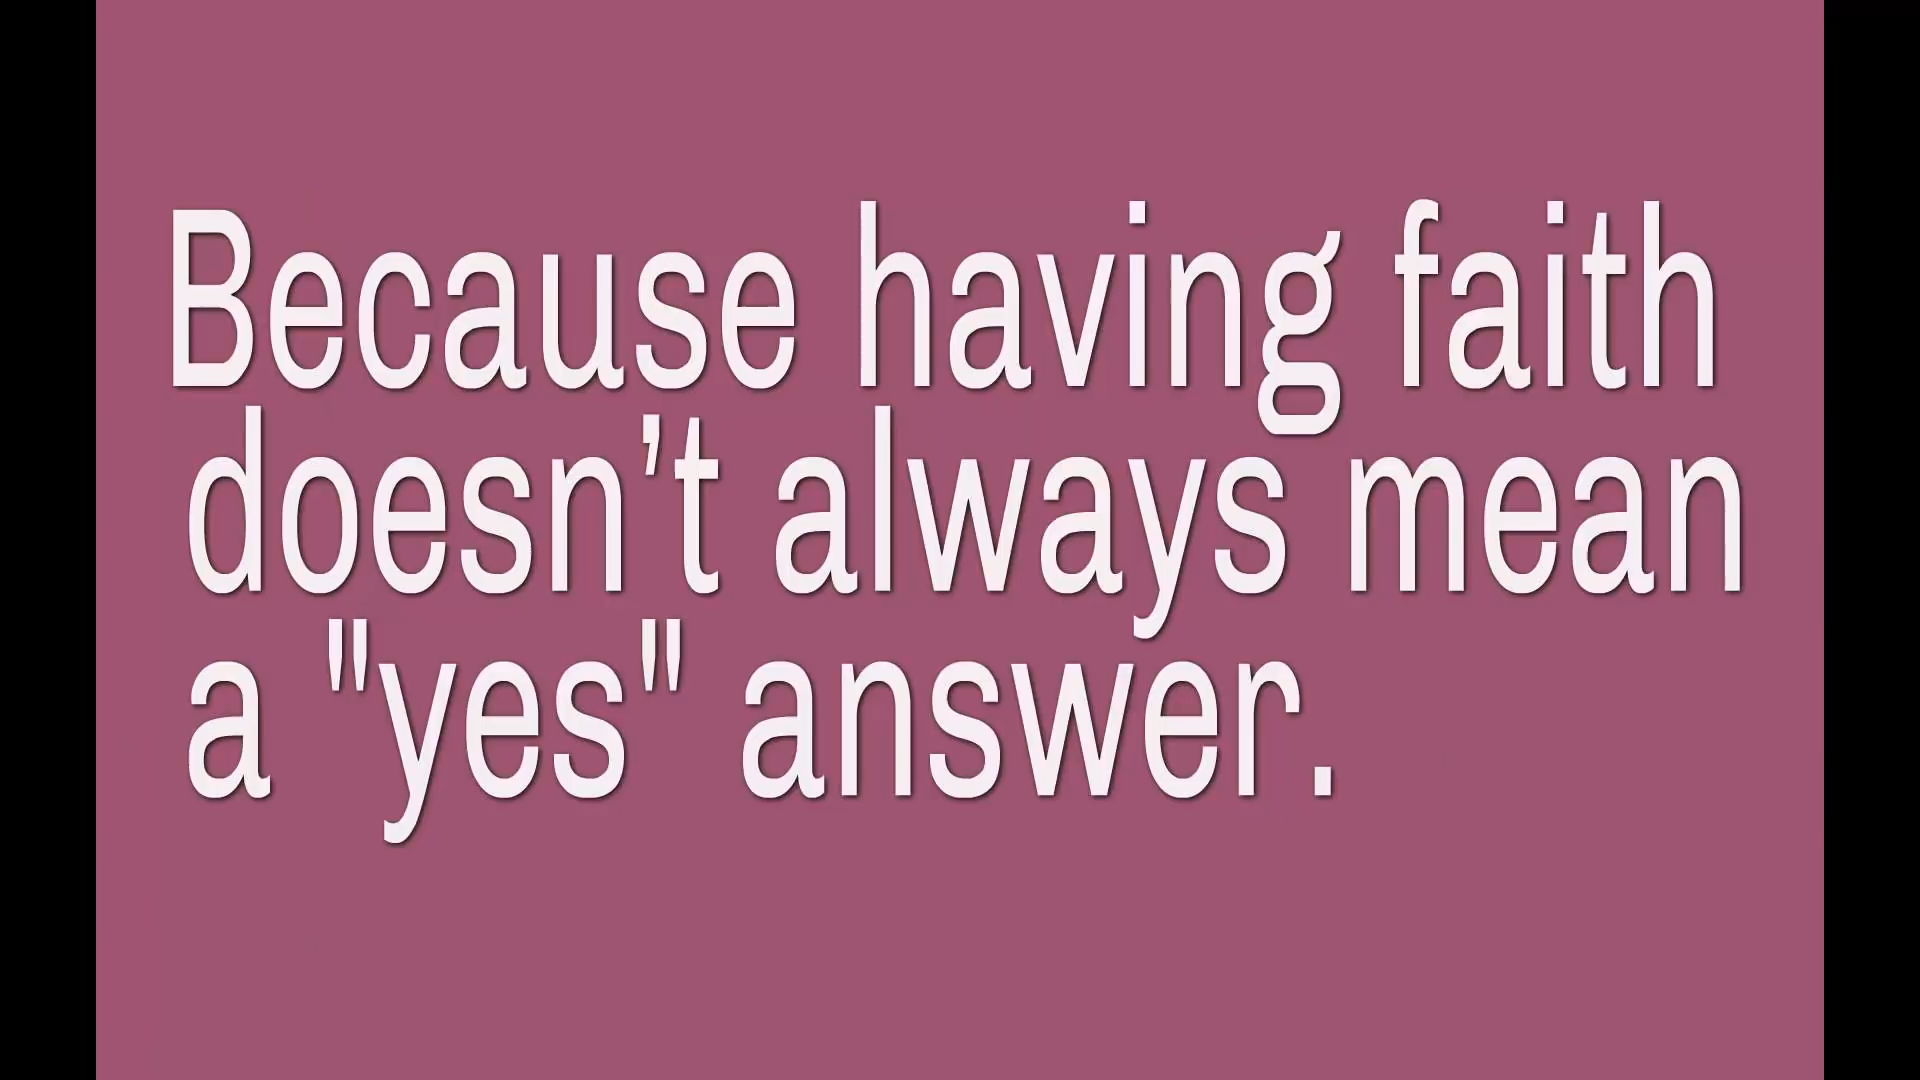 Because having faith
doesn’t always mean
a "yes" answer.